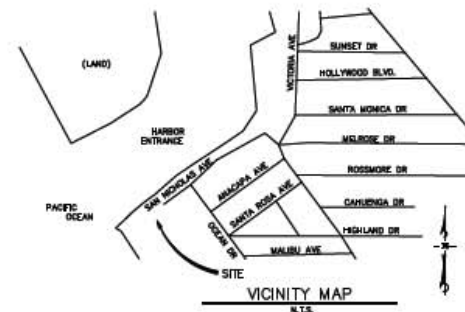 (LAND)
HARBOR
ENTRANCE
PACIFIC
OCEAN
VICTORIA AVE
SUNSET DR
HOLLYWOOD BLVD.
SANTA MONICA DR
MELROSE DR
ROSSMORE DR
CAHUENGA DR
HIGHLAND DR
MALIBU AVE
SAN NICHOLAS AVE
ANACAPA AVE
SANTA ROSA AVE
OCEAN DR
SITE
VICINITY MAP
N.T.S.